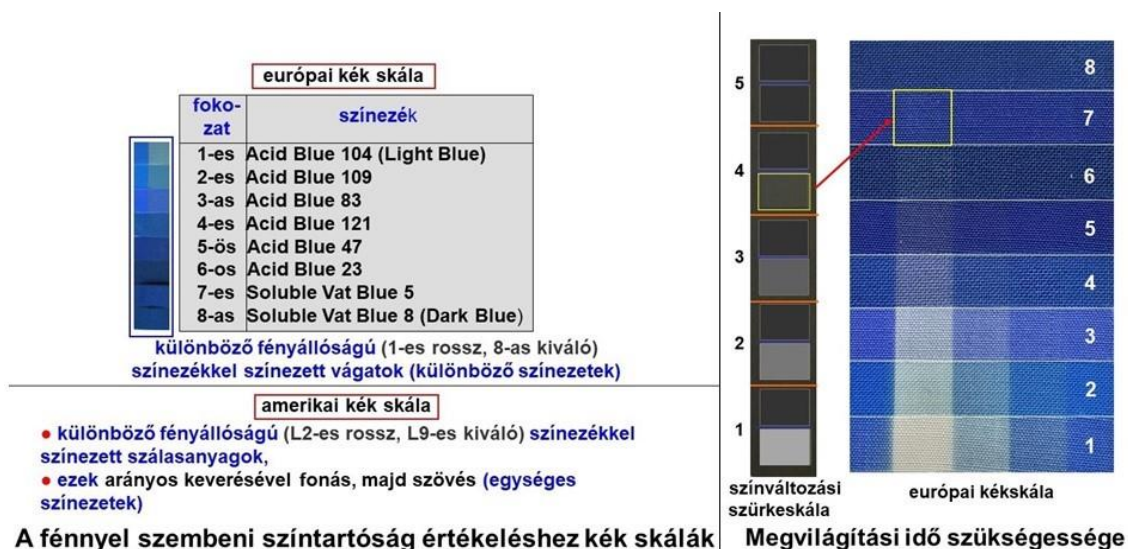 európai kék skála
foko-
zat
színezék
1-es Acid Blue 104 (Light Blue)
2-es Acid Blue 109
3-as Acid Blue 83
4-es Acid Blue 121
5-ös Acid Blue 47
6-os Acid Blue 23
7-es Soluble Vat Blue 5
8-as Soluble Vat Blue 8 (Dark Blue)
különböző fényállóságú (1-es rossz, 8-as kiváló)
színezékkel színezett vágatok (különböző színezetek)
amerikai kék skála
● különböző fényállóságú (L2-es rossz, L9-es kiváló) színezékkel
színezett szálasanyagok,
● ezek arányos keverésével fonás, majd szövés (egységes
színezetek)
A fénnyel szembeni színtartóság értékeléshez kék skálák
5
4
3
2
1
színváltozási
szürkeskála
8
7
6
5
4
3
2
1
európai kékskála
Megvilágítási idő szükségessége